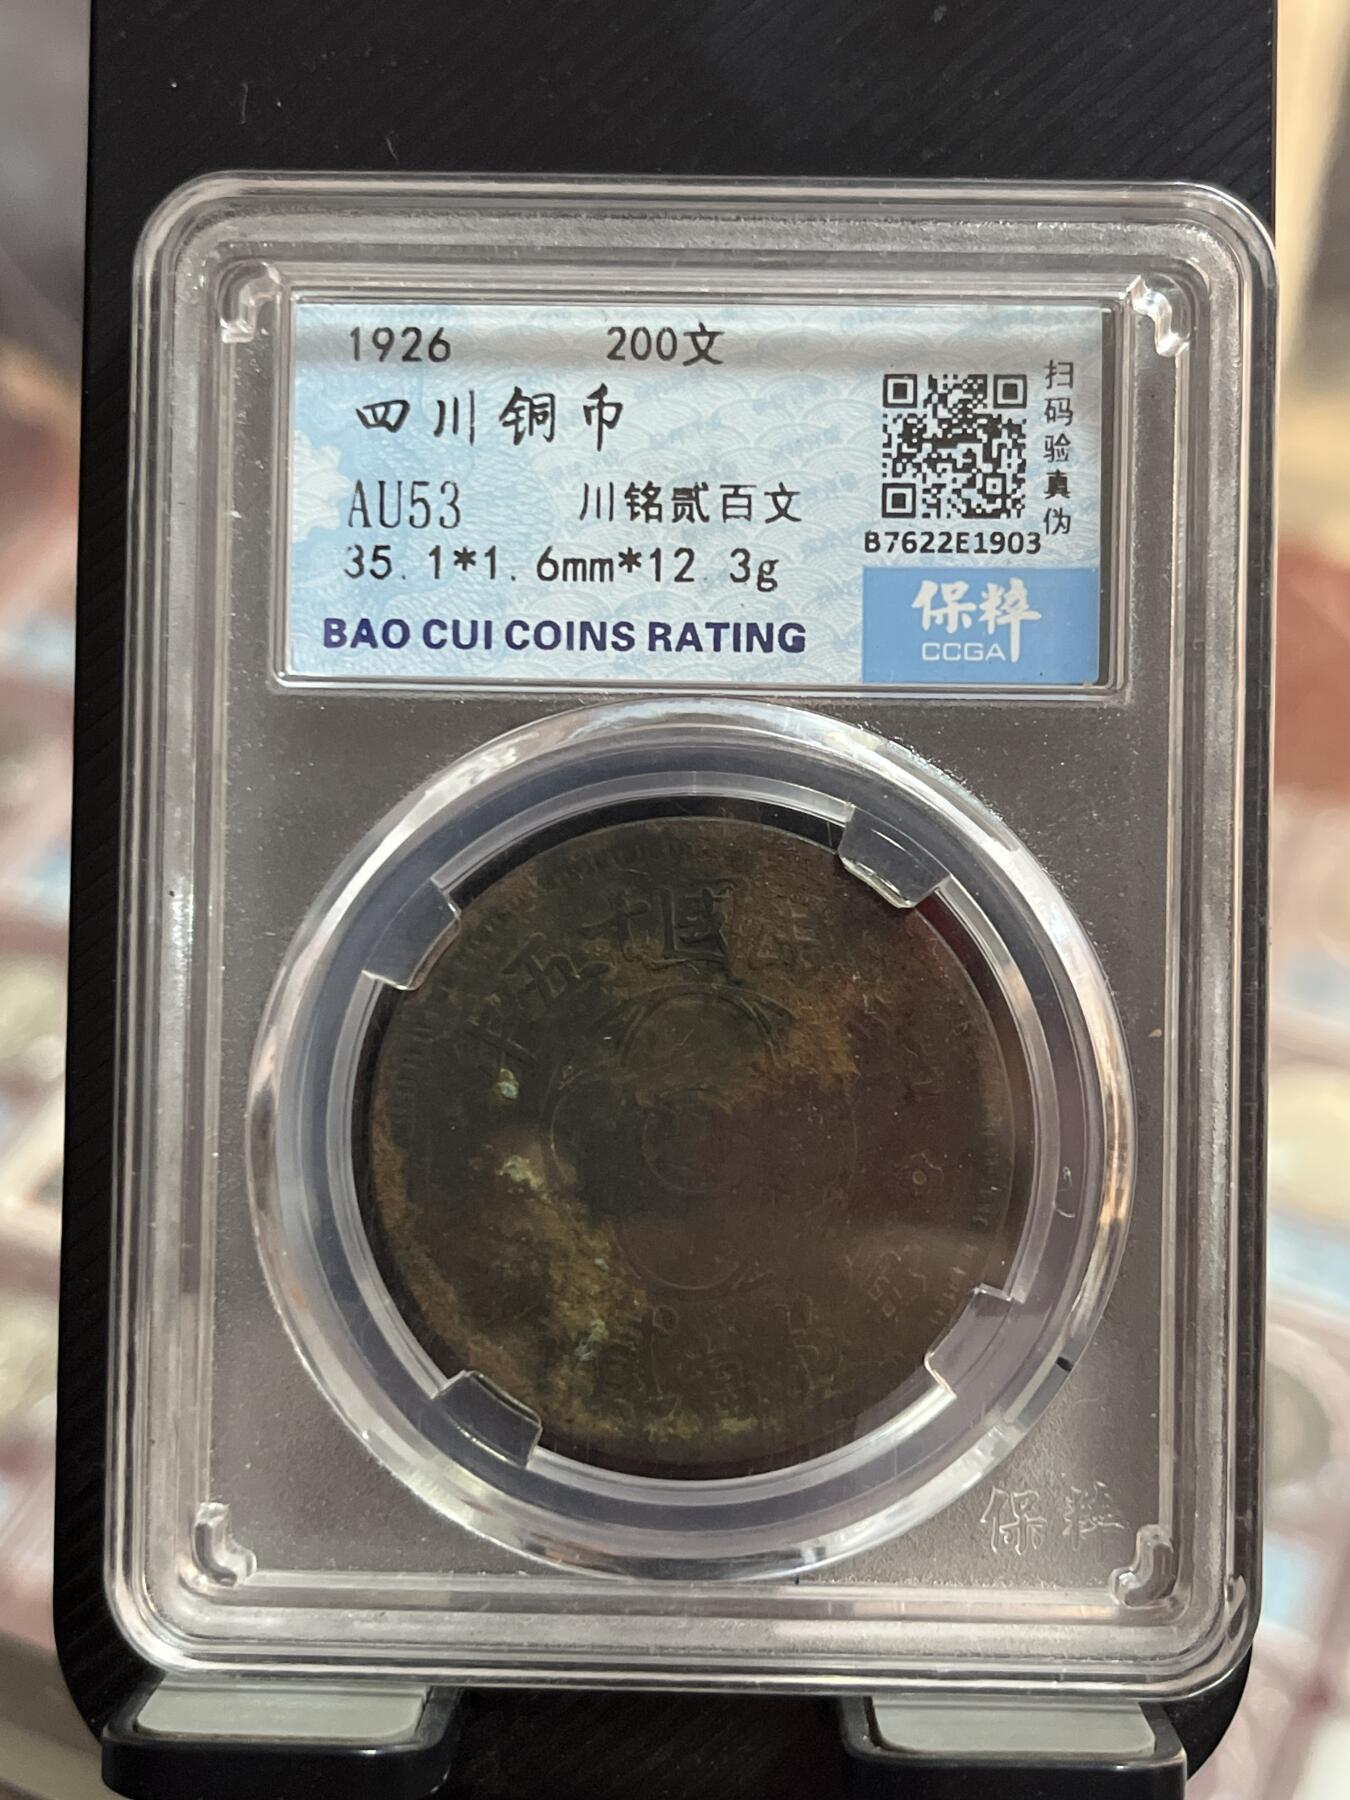 1926 200文
四川铜币
AU53 川铭贰百文
35.1*1.6mm*12.3g
BAO CUI COINS RATING
扫码验真伪
B7622E1903
保粹
CCGA
保粹